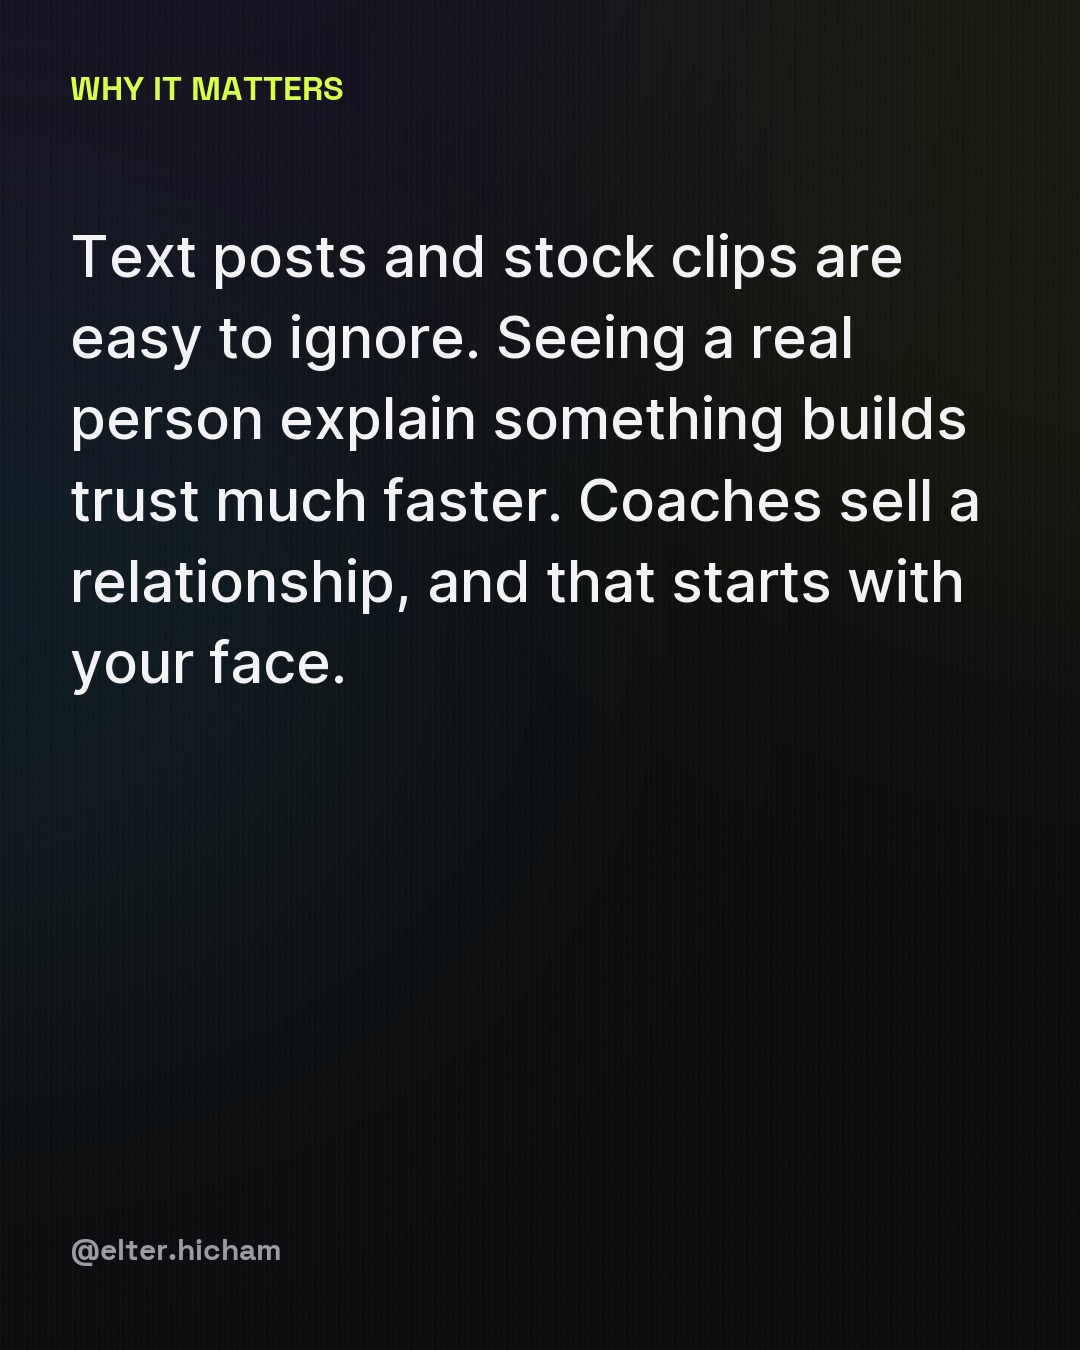 WHY IT MATTERS
Text posts and stock clips are
easy to ignore. Seeing a real
person explain something builds
trust much faster. Coaches sell a
relationship, and that starts with
your face.
@elter.hicham